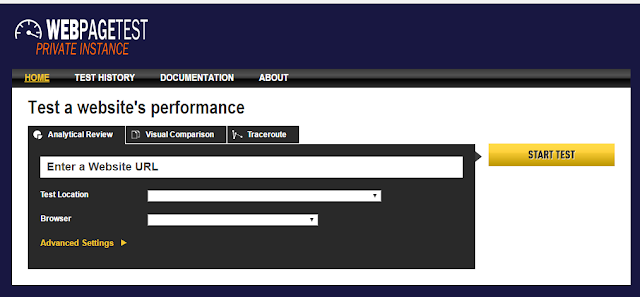 WEBPAGETEST
PRIVATE INSTANCE
HOME TEST HISTORY DOCUMENTATION ABOUT
Test a website's performance
Analytical Review Visual Comparison Traceroute
Enter a Website URL START TEST
Test Location
Browser
Advanced Settings